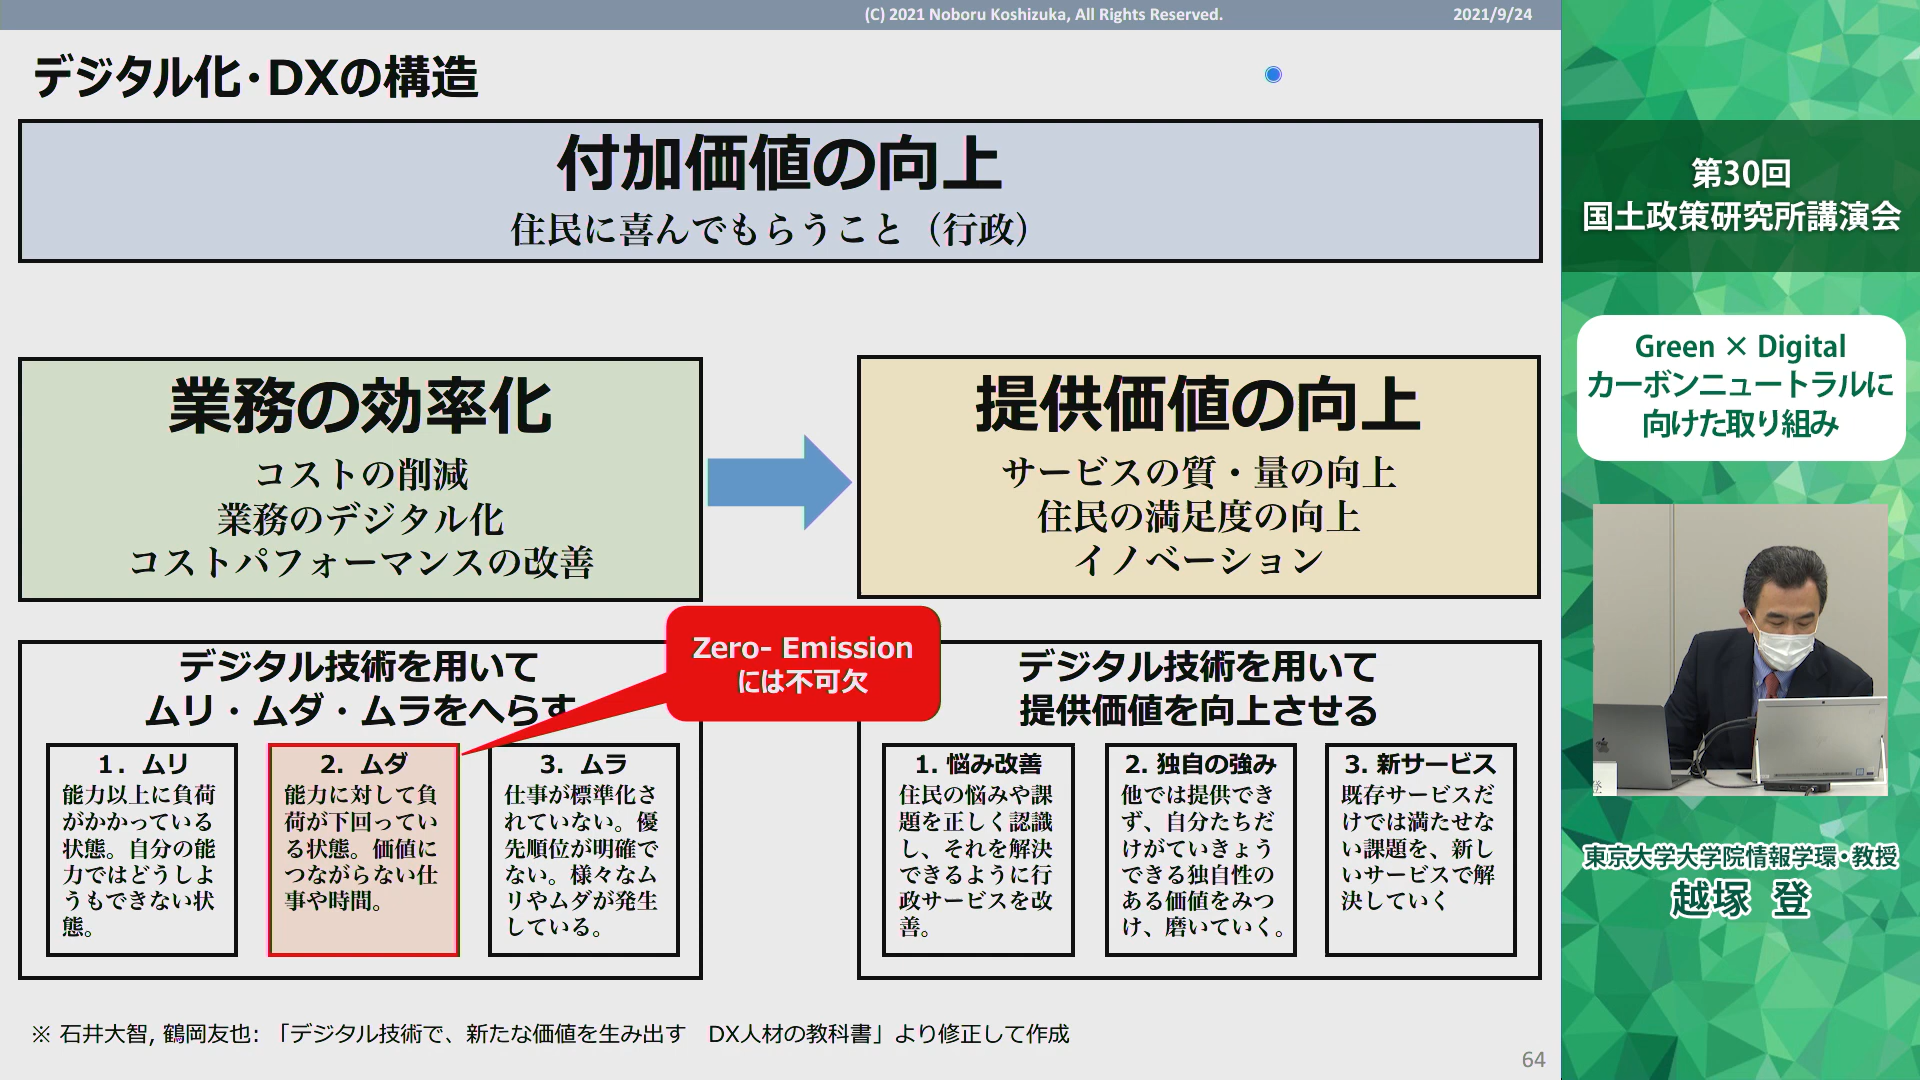 (C) 2021 Noboru Koshizuka, All Rights Reserved.
2021/9/24
デジタル化・DXの構造
付加価値の向上
住民に喜んでもらうこと（行政）
業務の効率化
コストの削減
業務のデジタル化
コストパフォーマンスの改善
提供価値の向上
サービスの質・量の向上
住民の満足度の向上
イノベーション
Zero- Emission
には不可欠
デジタル技術を用いて
ムリ・ムダ・ムラをへらす
1．ムリ
能力以上に負荷
がかかっている
状態。自分の能
力ではどうしよ
うもできない状
態。
2．ムダ
能力に対して負
荷が下回ってい
る状態。価値に
つながらない仕
事や時間。
3．ムラ
仕事が標準化さ
れていない。優
先順位が明確で
ない。様々なム
リやムダが発生
している。
デジタル技術を用いて
提供価値を向上させる
1. 悩み改善
住民の悩みや課
題を正しく認識
し、それを解決
できるように行
政サービスを改
善。
2. 独自の強み
他では提供でき
ず、自分たちだ
けがていきょう
できる独自性の
ある価値をみつ
け、磨いていく。
3. 新サービス
既存サービスだ
けでは満たせな
い課題を、新し
いサービスで解
決していく
※ 石井大智, 鶴岡友也: 「デジタル技術で、新たな価値を生み出す　DX人材の教科書」より修正して作成
64
第30回
国土政策研究所講演会
Green × Digital
カーボンニュートラルに
向けた取り組み
登
東京大学大学院情報学環・教授
越塚 登